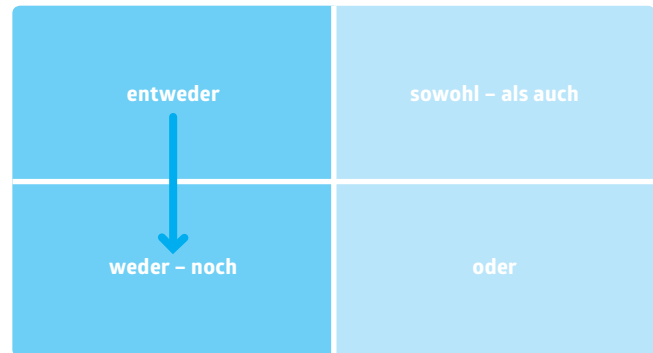 entweder
sowohl – als auch
weder – noch
oder